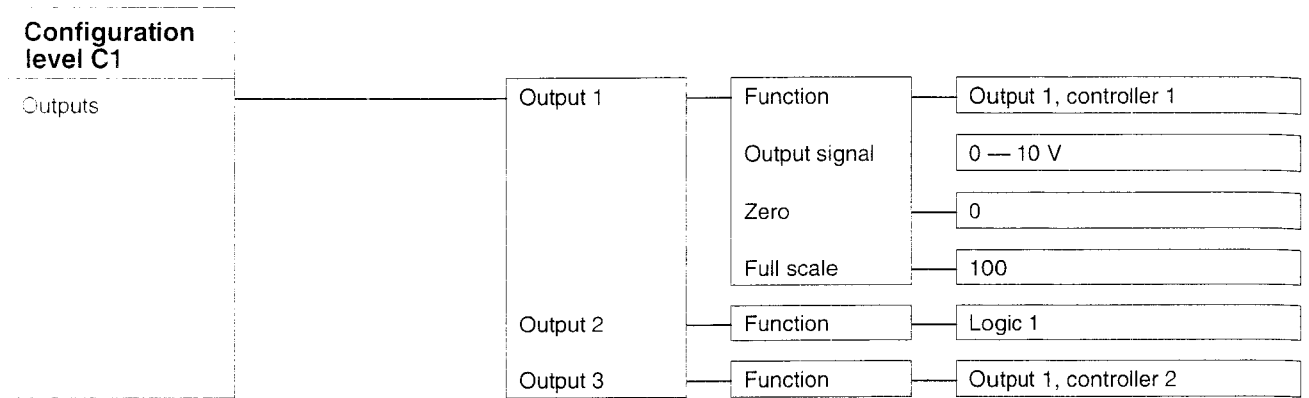 Configuration
level C1
Outputs
Output 1
Function
Output 1, controller 1
Output signal
0 — 10 V
Zero
0
Full scale
100
Output 2
Function
Logic 1
Output 3
Function
Output 1, controller 2